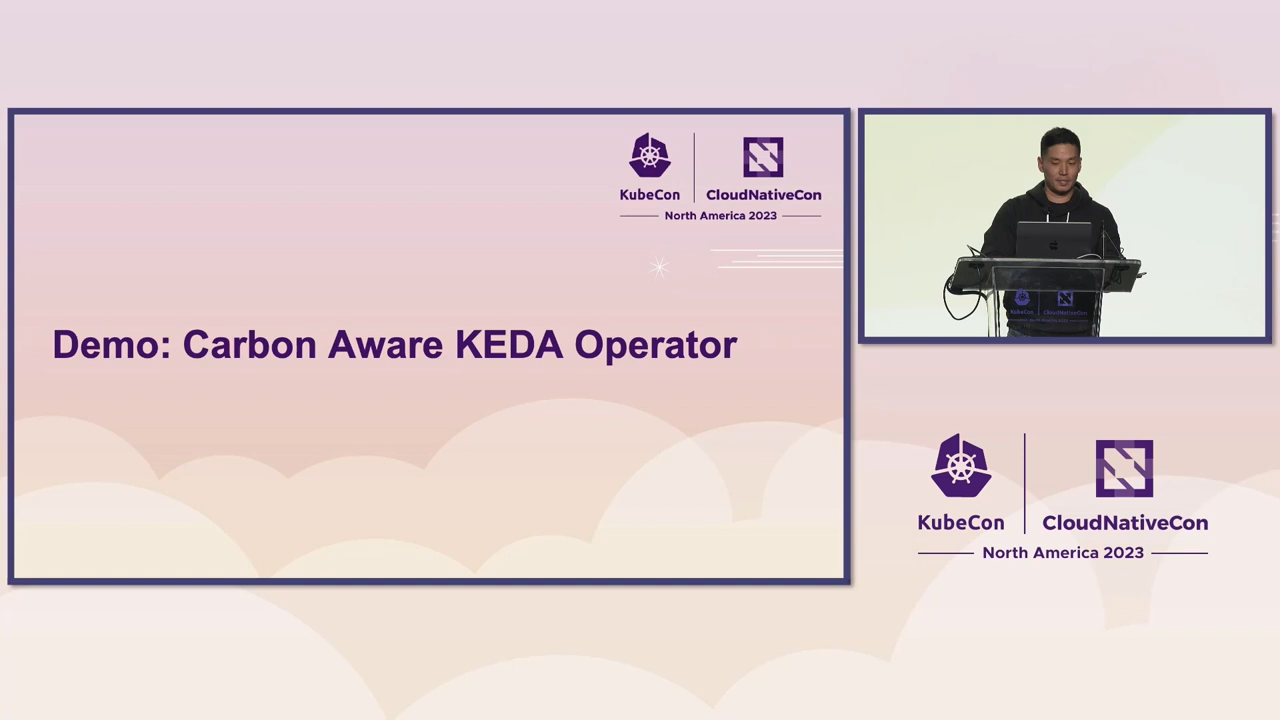 KubeCon
CloudNativeCon
North America 2023
Demo: Carbon Aware KEDA Operator
KubeCon
CloudNativeCon
North America 2023